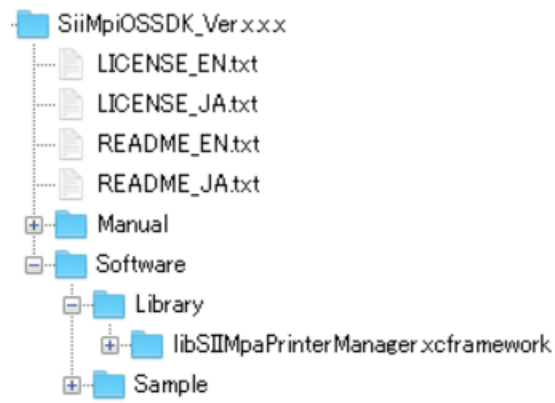 SiiMpiOSSDK_Ver.x.x.x
LICENSE_EN.txt
LICENSE_JA.txt
README_EN.txt
README_JA.txt
Manual
Software
Library
libSIIMpaPrinterManager.xcframework
Sample